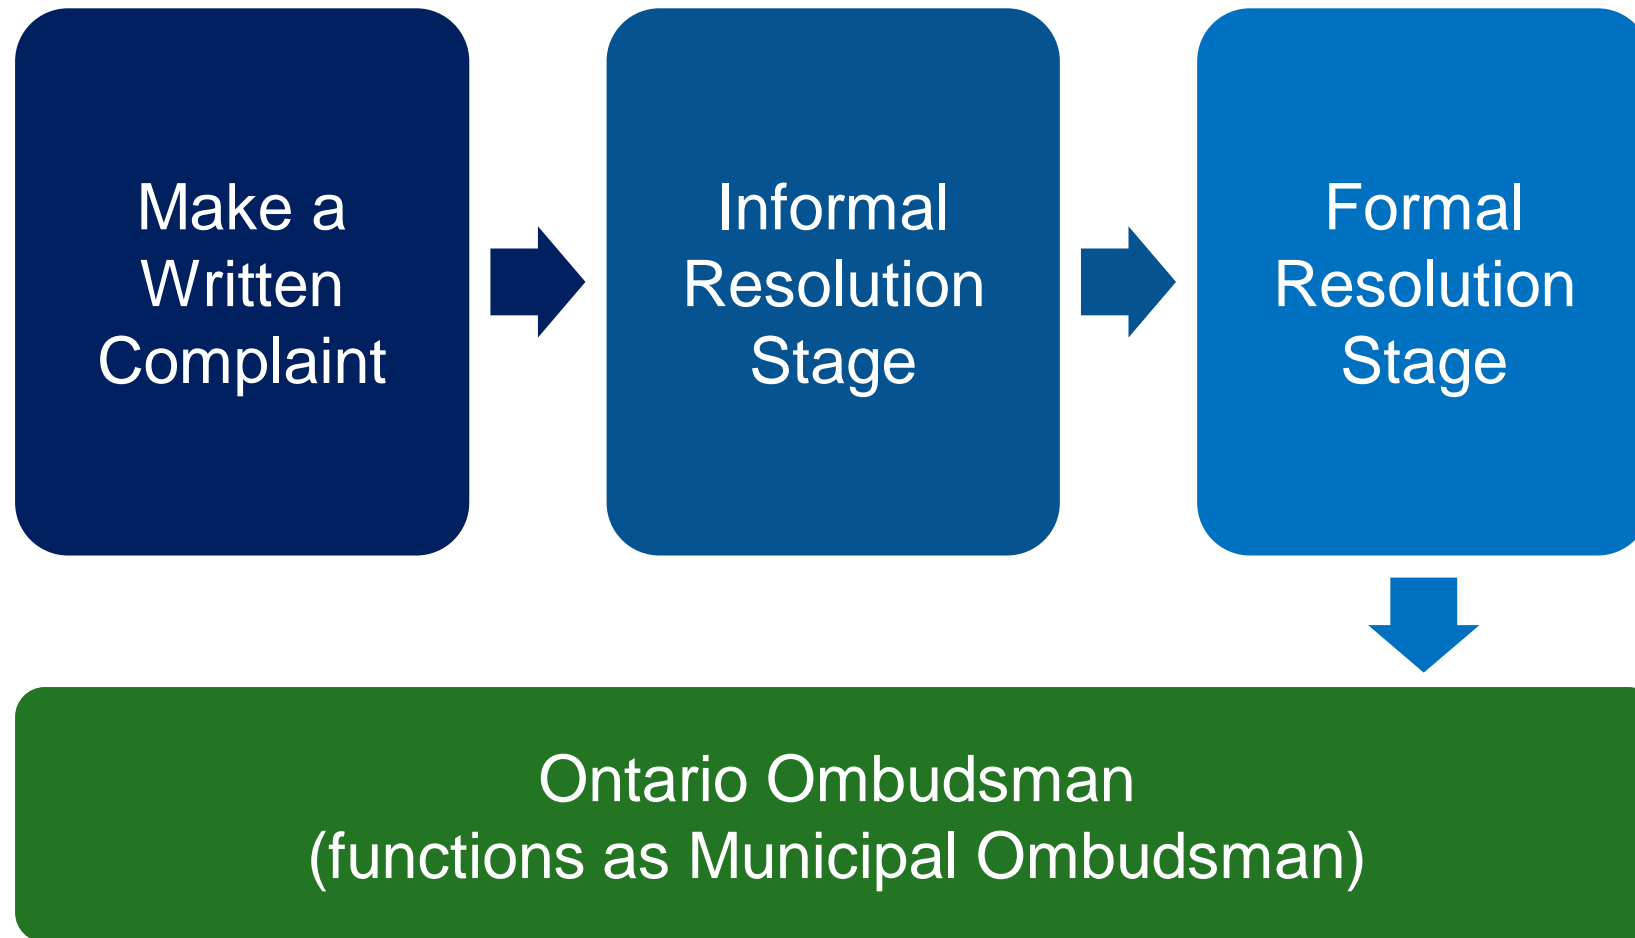 Make a
Written
Complaint
Informal
Resolution
Stage
Formal
Resolution
Stage
Ontario Ombudsman
(functions as Municipal Ombudsman)